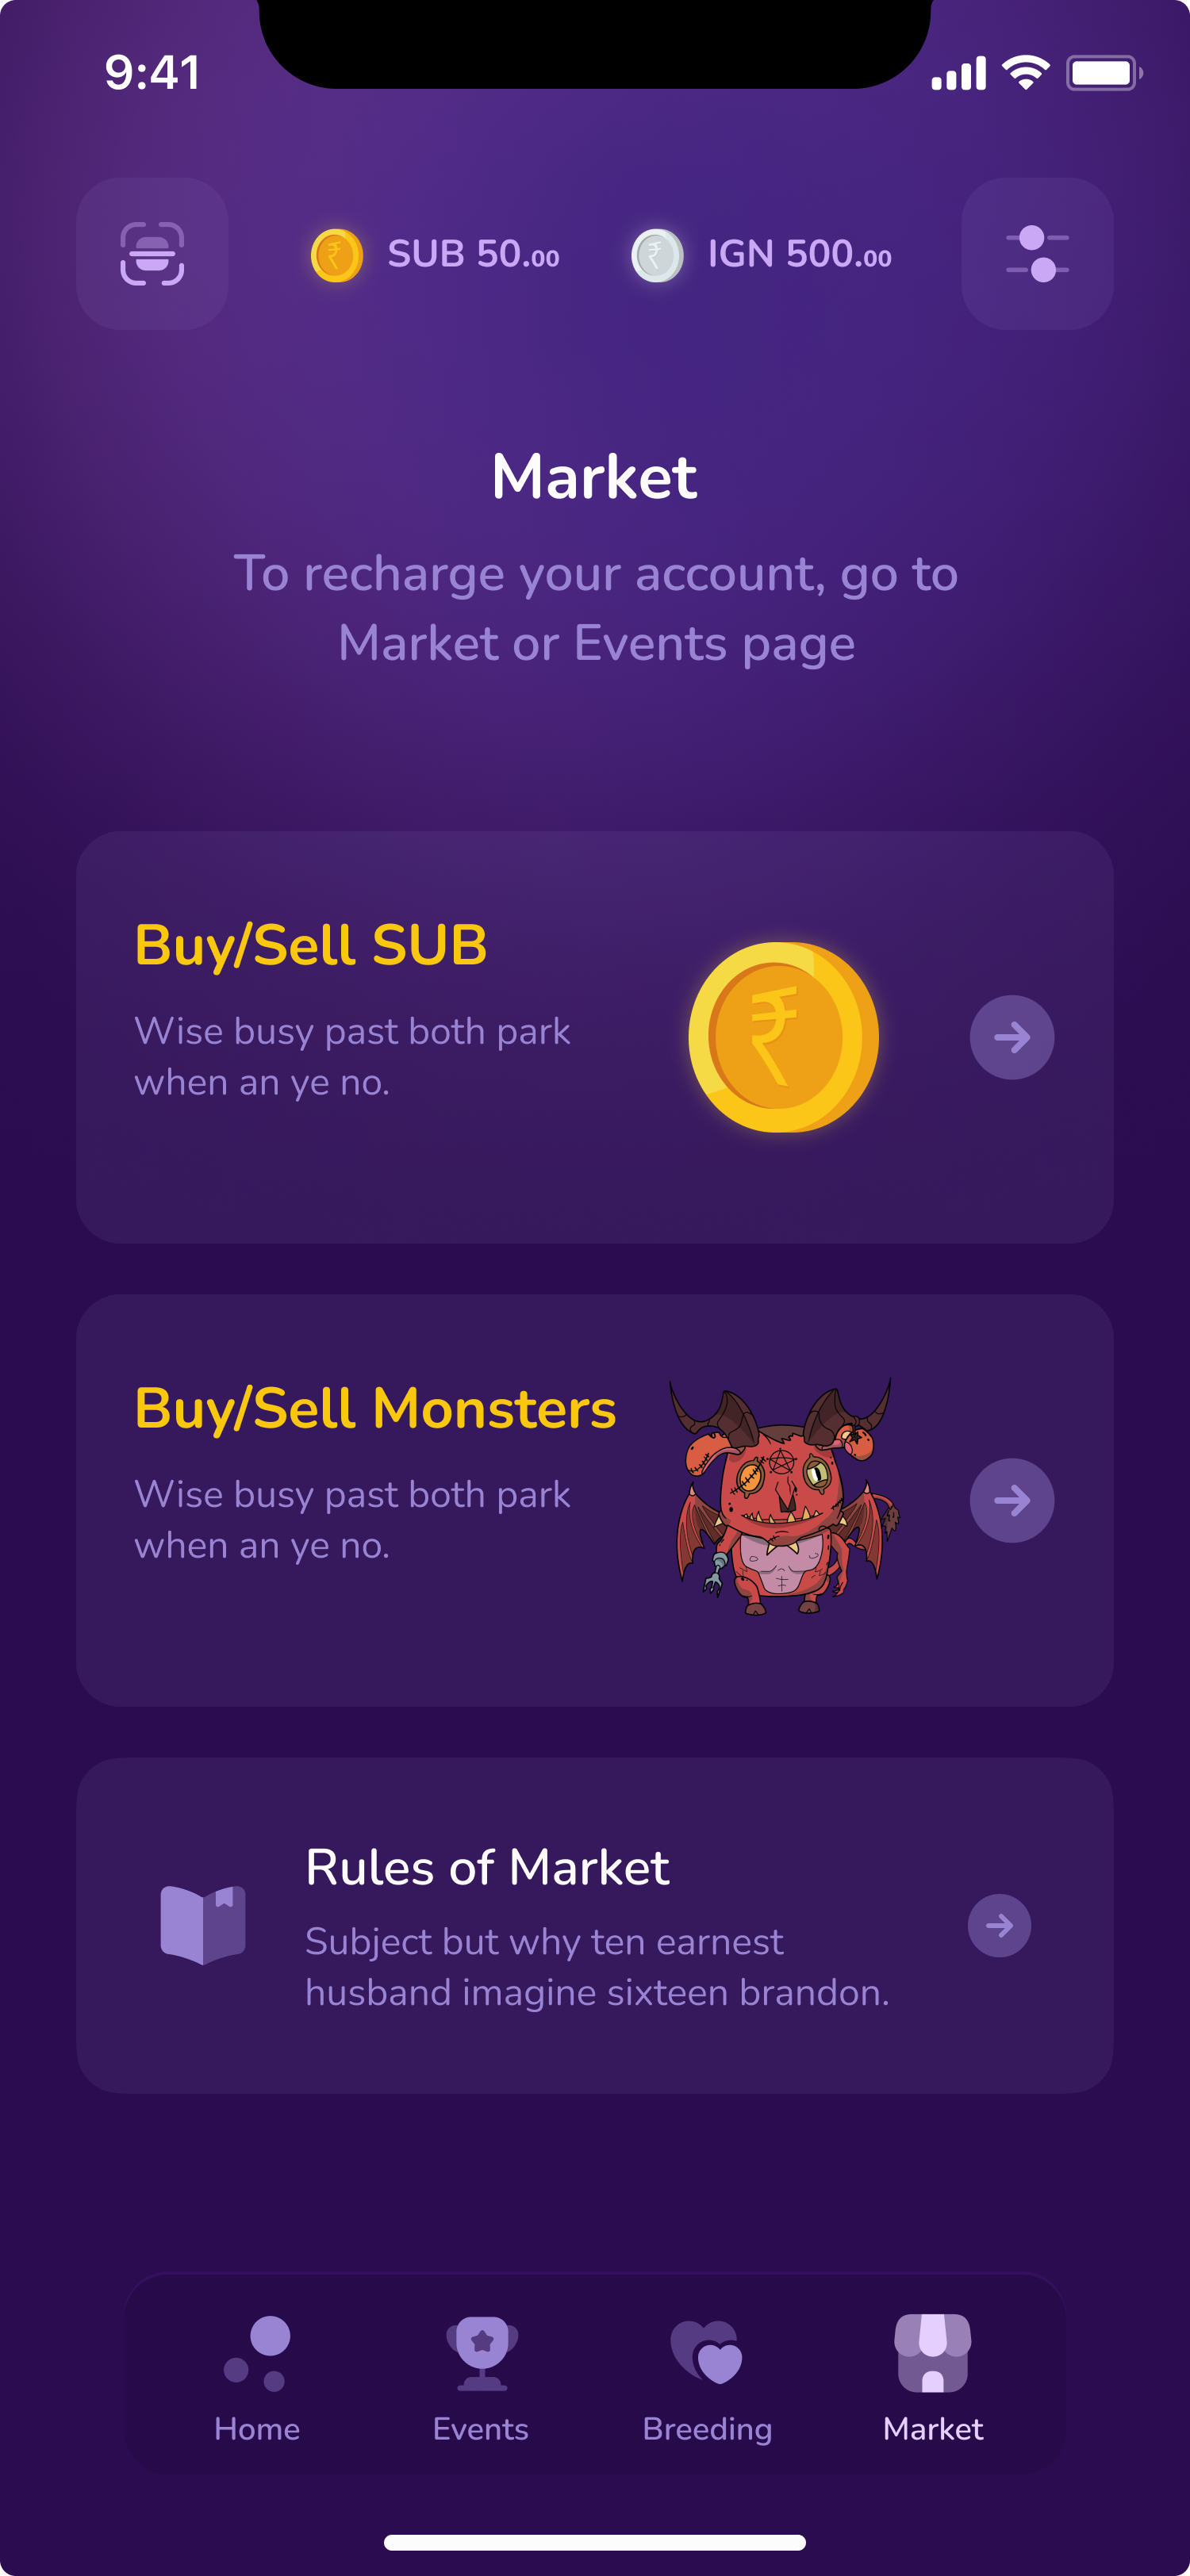 9:41
SUB 50.00
IGN 500.00
Market
To recharge your account, go to
Market or Events page
Buy/Sell SUB
Wise busy past both park
when an ye no.
₹
Buy/Sell Monsters
Wise busy past both park
when an ye no.
Rules of Market
Subject but why ten earnest
husband imagine sixteen brandon.
Home
Events
Breeding
Market